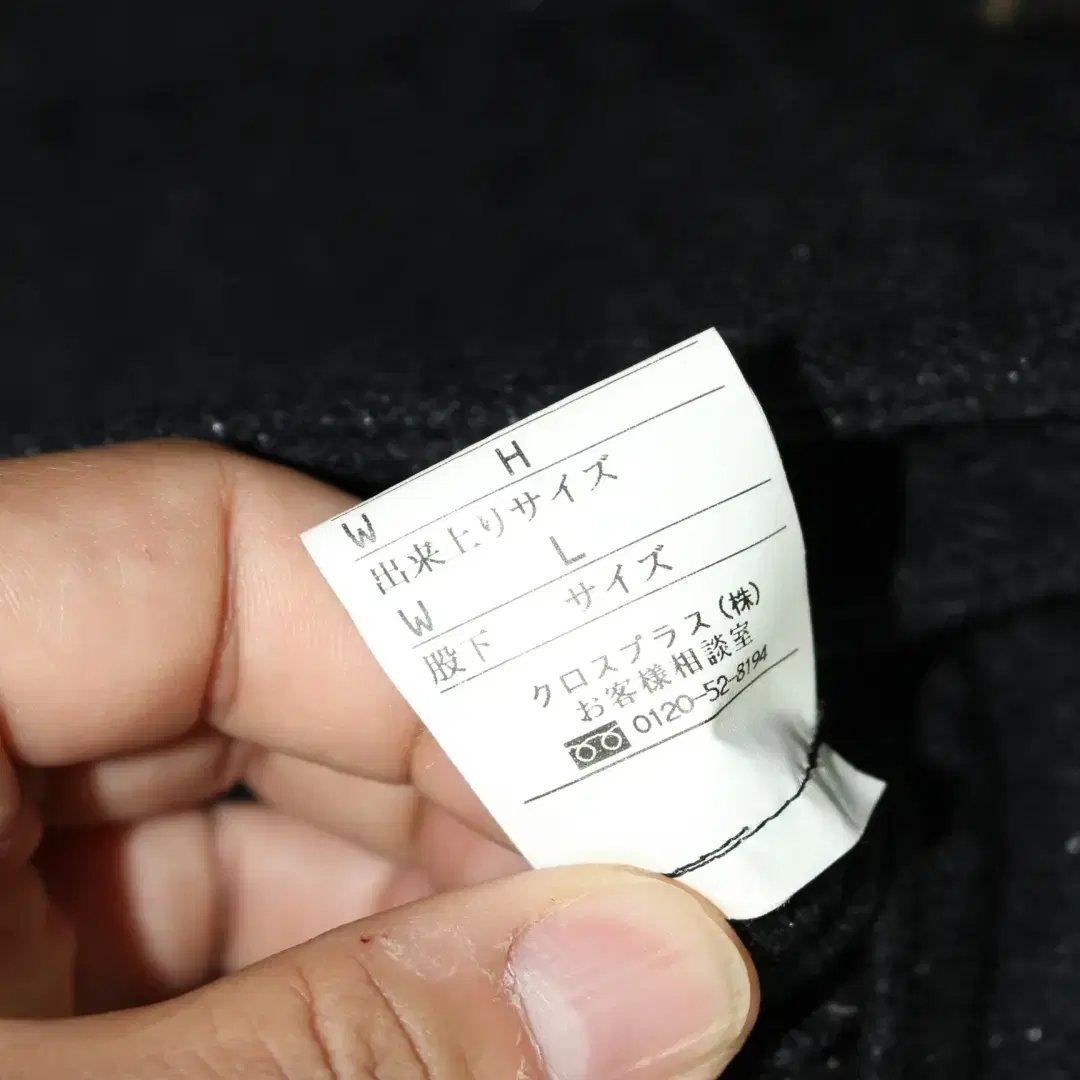 W H
出来上りサイズ
W L
股下 サイズ
クロスプラス(株)
お客様相談室
0120-52-8194